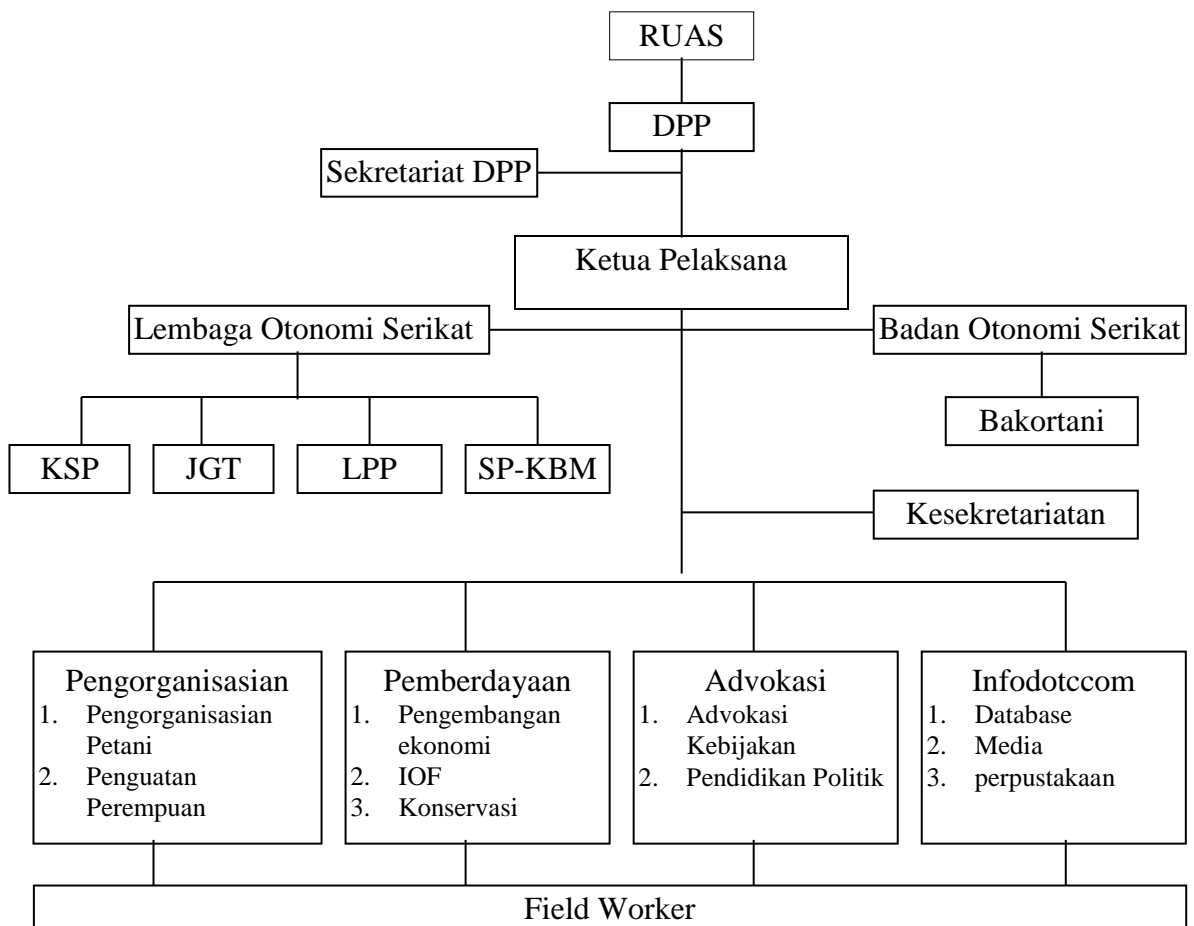 RUAS
DPP
Sekretariat DPP
Ketua Pelaksana
Lembaga Otonomi Serikat
Badan Otonomi Serikat
Bakortani
KSP
JGT
LPP
SP-KBM
Kesekretariatan
Pengorganisasian
1. Pengorganisasian
Petani
2. Penguatan
Perempuan
Pemberdayaan
1. Pengembangan
ekonomi
2. IOF
3. Konservasi
Advokasi
1. Advokasi
Kebijakan
2. Pendidikan Politik
Infodotccom
1. Database
2. Media
3. perpustakaan
Field Worker